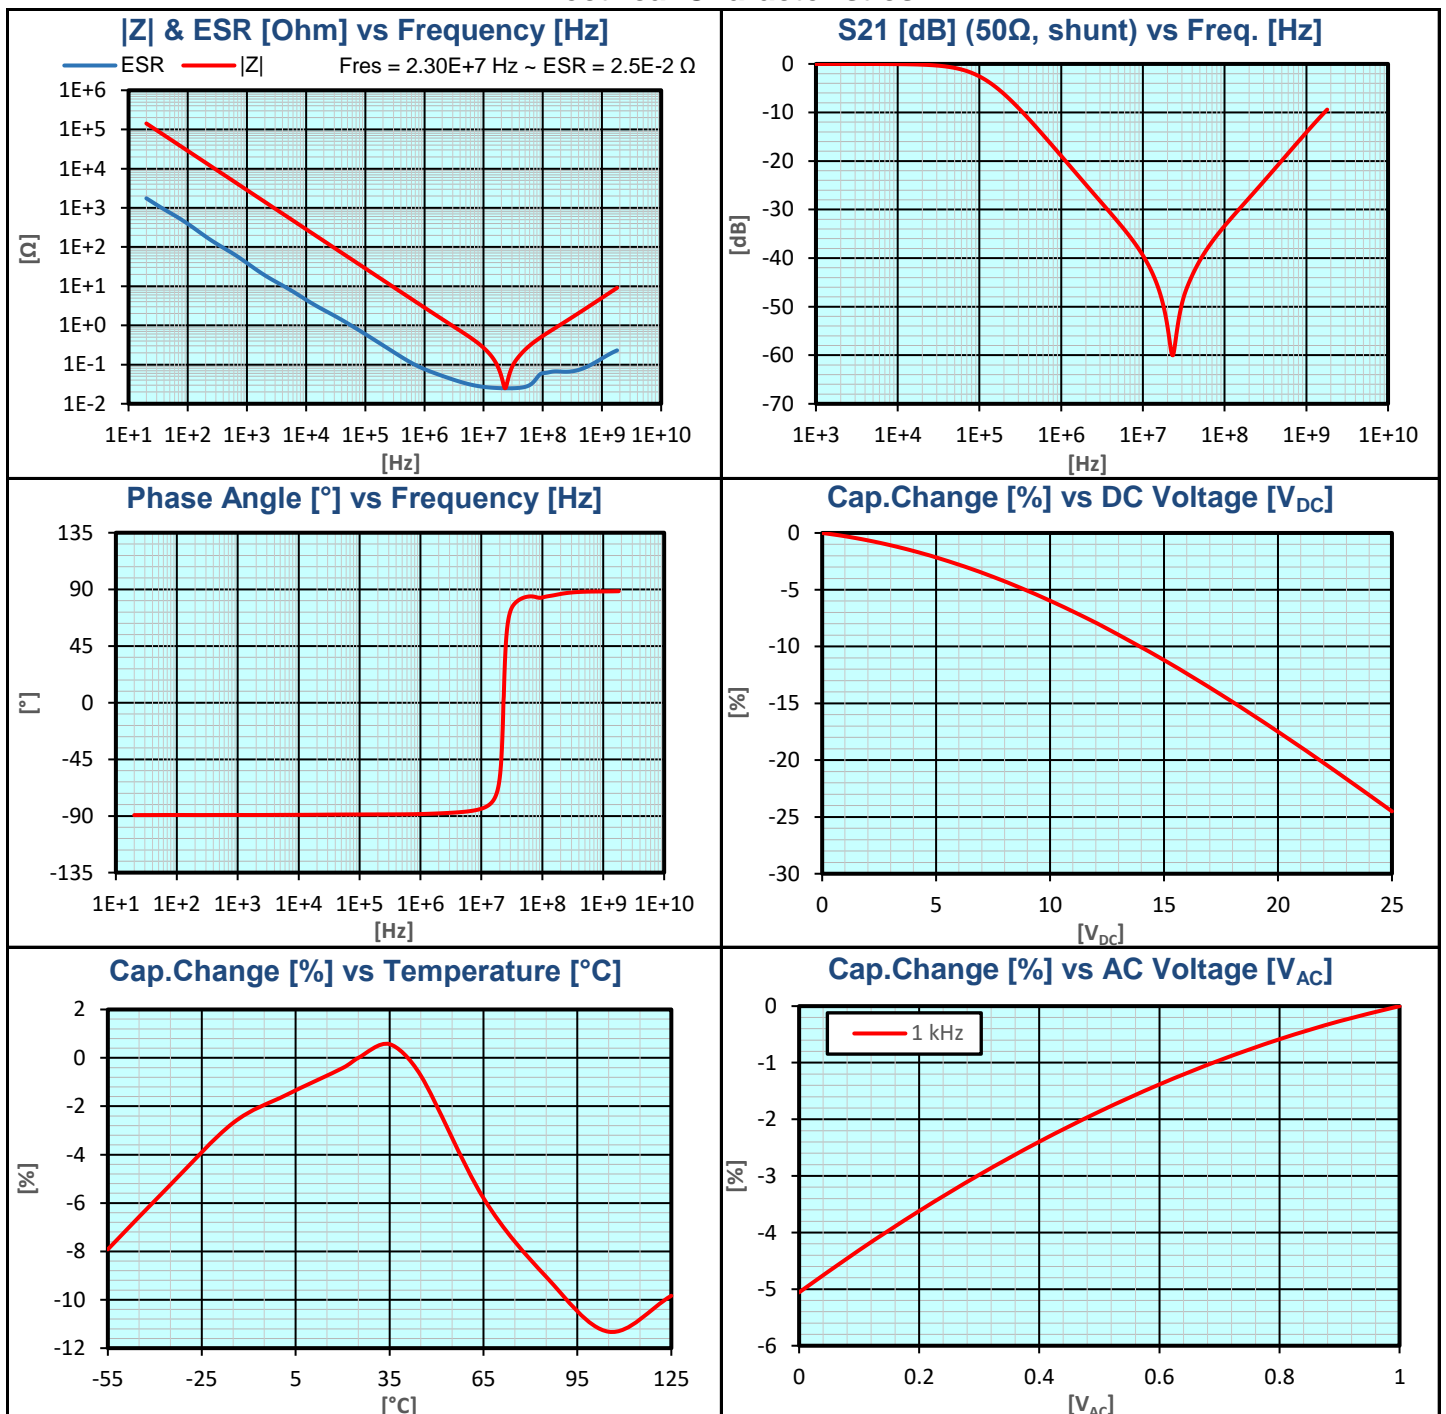 |Z| & ESR [Ohm] vs Frequency [Hz]
ESR |Z| Fres = 2.30E+7 Hz ~ ESR = 2.5E-2 Ω
1E+6
1E+5
1E+4
1E+3
1E+2
1E+1
1E+0
1E-1
1E-2
[Ω]
1E+1 1E+2 1E+3 1E+4 1E+5 1E+6 1E+7 1E+8 1E+9 1E+10
[Hz]
S21 [dB] (50Ω, shunt) vs Freq. [Hz]
0
-10
-20
-30
-40
-50
-60
-70
[dB]
1E+3 1E+4 1E+5 1E+6 1E+7 1E+8 1E+9 1E+10
[Hz]
Phase Angle [°] vs Frequency [Hz]
135
90
45
0
-45
-90
-135
[°]
1E+1 1E+2 1E+3 1E+4 1E+5 1E+6 1E+7 1E+8 1E+9 1E+10
[Hz]
Cap.Change [%] vs DC Voltage [VDC]
0
-5
-10
-15
-20
-25
-30
[%]
0 5 10 15 20 25
[VDC]
Cap.Change [%] vs Temperature [°C]
2
0
-2
-4
-6
-8
-10
-12
[%]
-55 -25 5 35 65 95 125
[°C]
Cap.Change [%] vs AC Voltage [VAC]
1 kHz
0
-1
-2
-3
-4
-5
-6
[%]
0 0.2 0.4 0.6 0.8 1
[VAC]